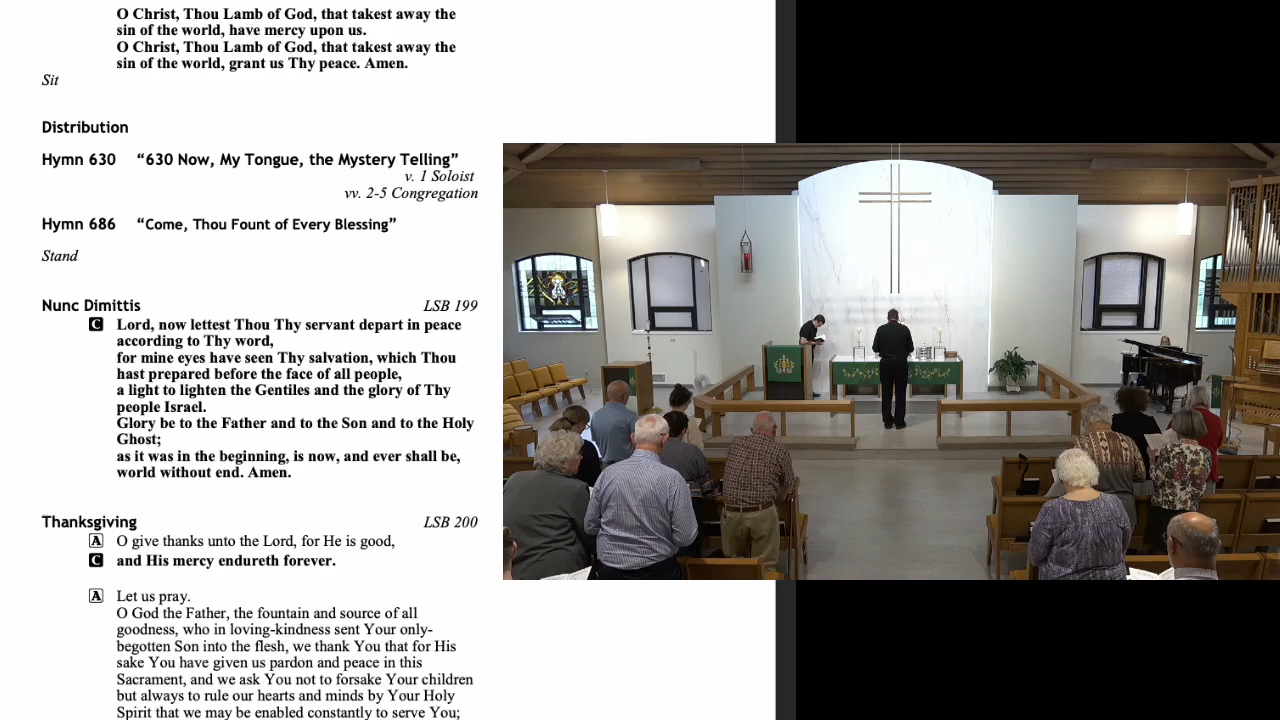 O Christ, Thou Lamb of God, that takest away the
sin of the world, have mercy upon us.
O Christ, Thou Lamb of God, that takest away the
sin of the world, grant us Thy peace. Amen.
Sit
Distribution
Hymn 630 “630 Now, My Tongue, the Mystery Telling”
v. 1 Soloist
vv. 2-5 Congregation
Hymn 686 “Come, Thou Fount of Every Blessing”
Stand
Nunc Dimittis LSB 199
C Lord, now lettest Thou Thy servant depart in peace
according to Thy word,
for mine eyes have seen Thy salvation, which Thou
hast prepared before the face of all people,
a light to lighten the Gentiles and the glory of Thy
people Israel.
Glory be to the Father and to the Son and to the Holy
Ghost;
as it was in the beginning, is now, and ever shall be,
world without end. Amen.
Thanksgiving LSB 200
A O give thanks unto the Lord, for He is good,
C and His mercy endureth forever.
A Let us pray.
O God the Father, the fountain and source of all
goodness, who in loving-kindness sent Your only-
begotten Son into the flesh, we thank You that for His
sake You have given us pardon and peace in this
Sacrament, and we ask You not to forsake Your children
but always to rule our hearts and minds by Your Holy
Spirit that we may be enabled constantly to serve You;